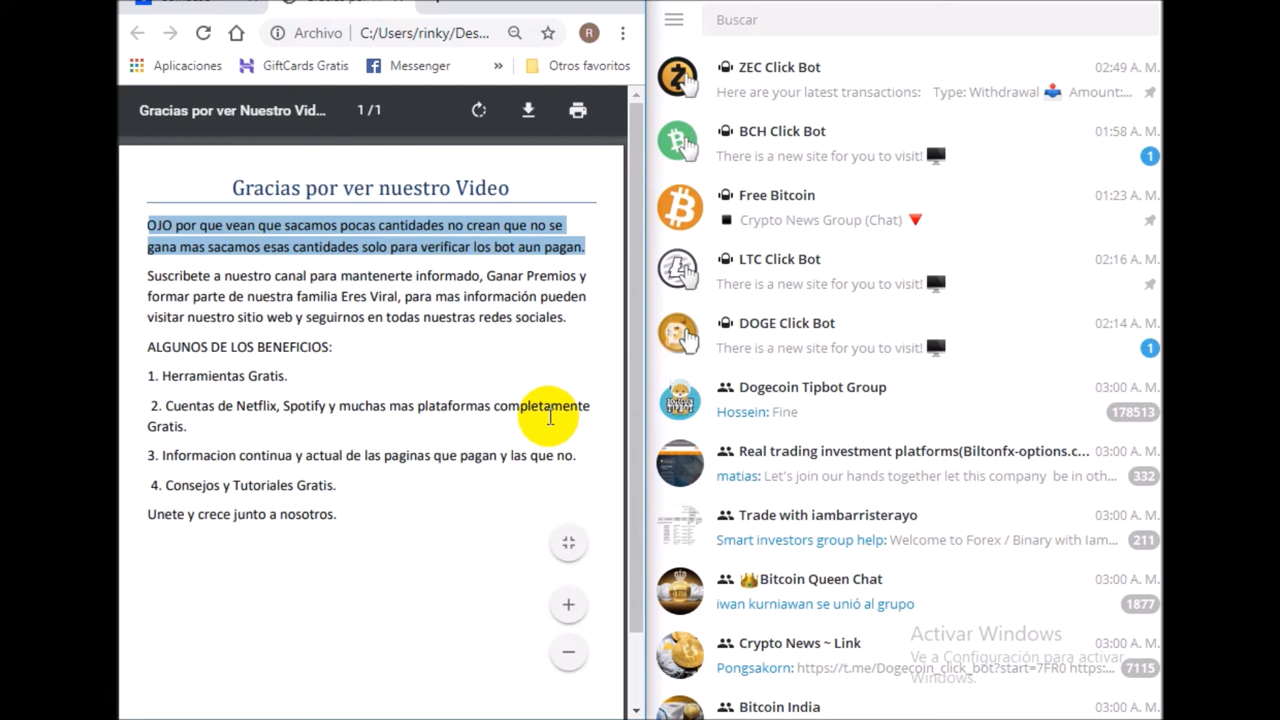 Archivo
C:/Users/rinky/Des...
R
Aplicaciones
GiftCards Gratis
Messenger
»
Otros favoritos
Gracias por ver Nuestro Vid...
1 / 1
Gracias por ver nuestro Video
OJO por que vean que sacamos pocas cantidades no crean que no se
gana mas sacamos esas cantidades solo para verificar los bot aun pagan.
Suscribete a nuestro canal para mantenerte informado, Ganar Premios y
formar parte de nuestra familia Eres Viral, para mas información pueden
visitar nuestro sitio web y seguirnos en todas nuestras redes sociales.
ALGUNOS DE LOS BENEFICIOS:
1. Herramientas Gratis.
2. Cuentas de Netflix, Spotify y muchas mas plataformas completamente
Gratis.
3. Informacion continua y actual de las paginas que pagan y las que no.
4. Consejos y Tutoriales Gratis.
Unete y crece junto a nosotros.
Buscar
ZEC Click Bot 02:49 A. M.
Here are your latest transactions: Type: Withdrawal 📤 Amount:...
BCH Click Bot 01:58 A. M.
There is a new site for you to visit! 🖥 1
Free Bitcoin 01:23 A. M.
◾ Crypto News Group (Chat) 🔻
LTC Click Bot 02:16 A. M.
There is a new site for you to visit! 🖥
DOGE Click Bot 02:14 A. M.
There is a new site for you to visit! 🖥 1
Dogecoin Tipbot Group 03:00 A. M.
Hossein: Fine 178513
Real trading investment platforms(Biltonfx-options.c... 03:00 A. M.
matias: Let's join our hands together let this company be in oth... 332
Trade with iambarristerayo 03:00 A. M.
Smart investors group help: Welcome to Forex / Binary with Iam... 211
👑Bitcoin Queen Chat 03:00 A. M.
iwan kurniawan se unió al grupo 1877
Crypto News ~ Link 03:00 A. M.
Pongsakorn: https://t.me/Dogecoin_click_bot?start=7FR0 https:... 7115
Bitcoin India 03:00 A. M.
Activar Windows
Ve a Configuración para activar
Windows.